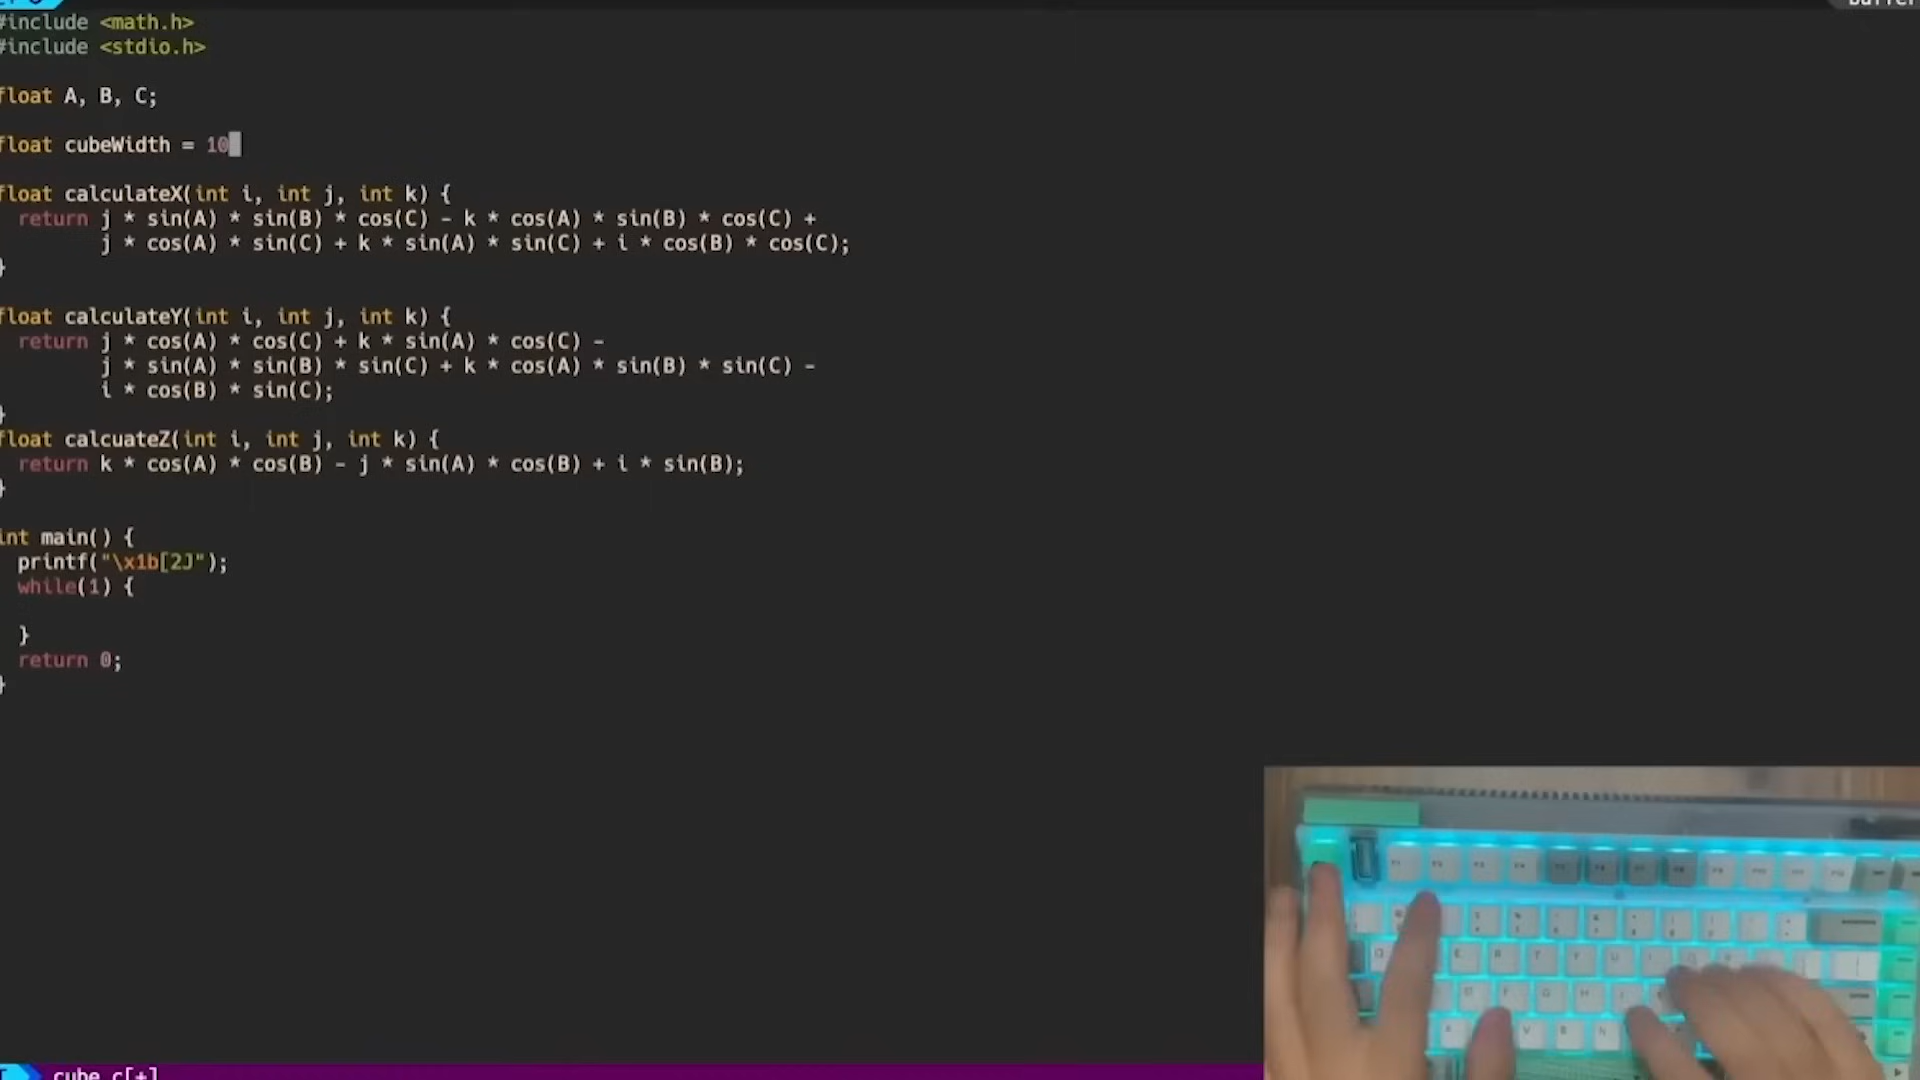 #include <math.h>
#include <stdio.h>
float A, B, C;
float cubeWidth = 10
float calculateX(int i, int j, int k) {
return j * sin(A) * sin(B) * cos(C) - k * cos(A) * sin(B) * cos(C) +
j * cos(A) * sin(C) + k * sin(A) * sin(C) + i * cos(B) * cos(C);
}
float calculateY(int i, int j, int k) {
return j * cos(A) * cos(C) + k * sin(A) * cos(C) -
j * sin(A) * sin(B) * sin(C) + k * cos(A) * sin(B) * sin(C) -
i * cos(B) * sin(C);
}
float calcuateZ(int i, int j, int k) {
return k * cos(A) * cos(B) - j * sin(A) * cos(B) + i * sin(B);
}
int main() {
printf("\x1b[2J");
while(1) {
}
return 0;
}
cube.c[+]